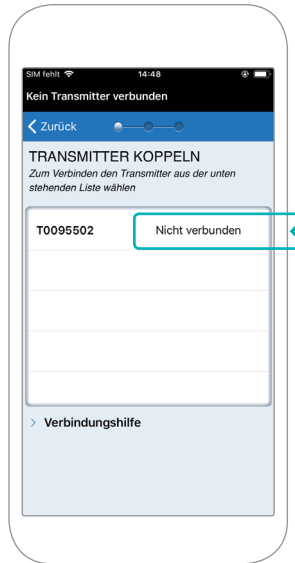 SIM fehlt 14:48
Kein Transmitter verbunden
Zurück
TRANSMITTER KOPPELN
Zum Verbinden den Transmitter aus der unten
stehenden Liste wählen
T0095502 Nicht verbunden
Verbindungshilfe